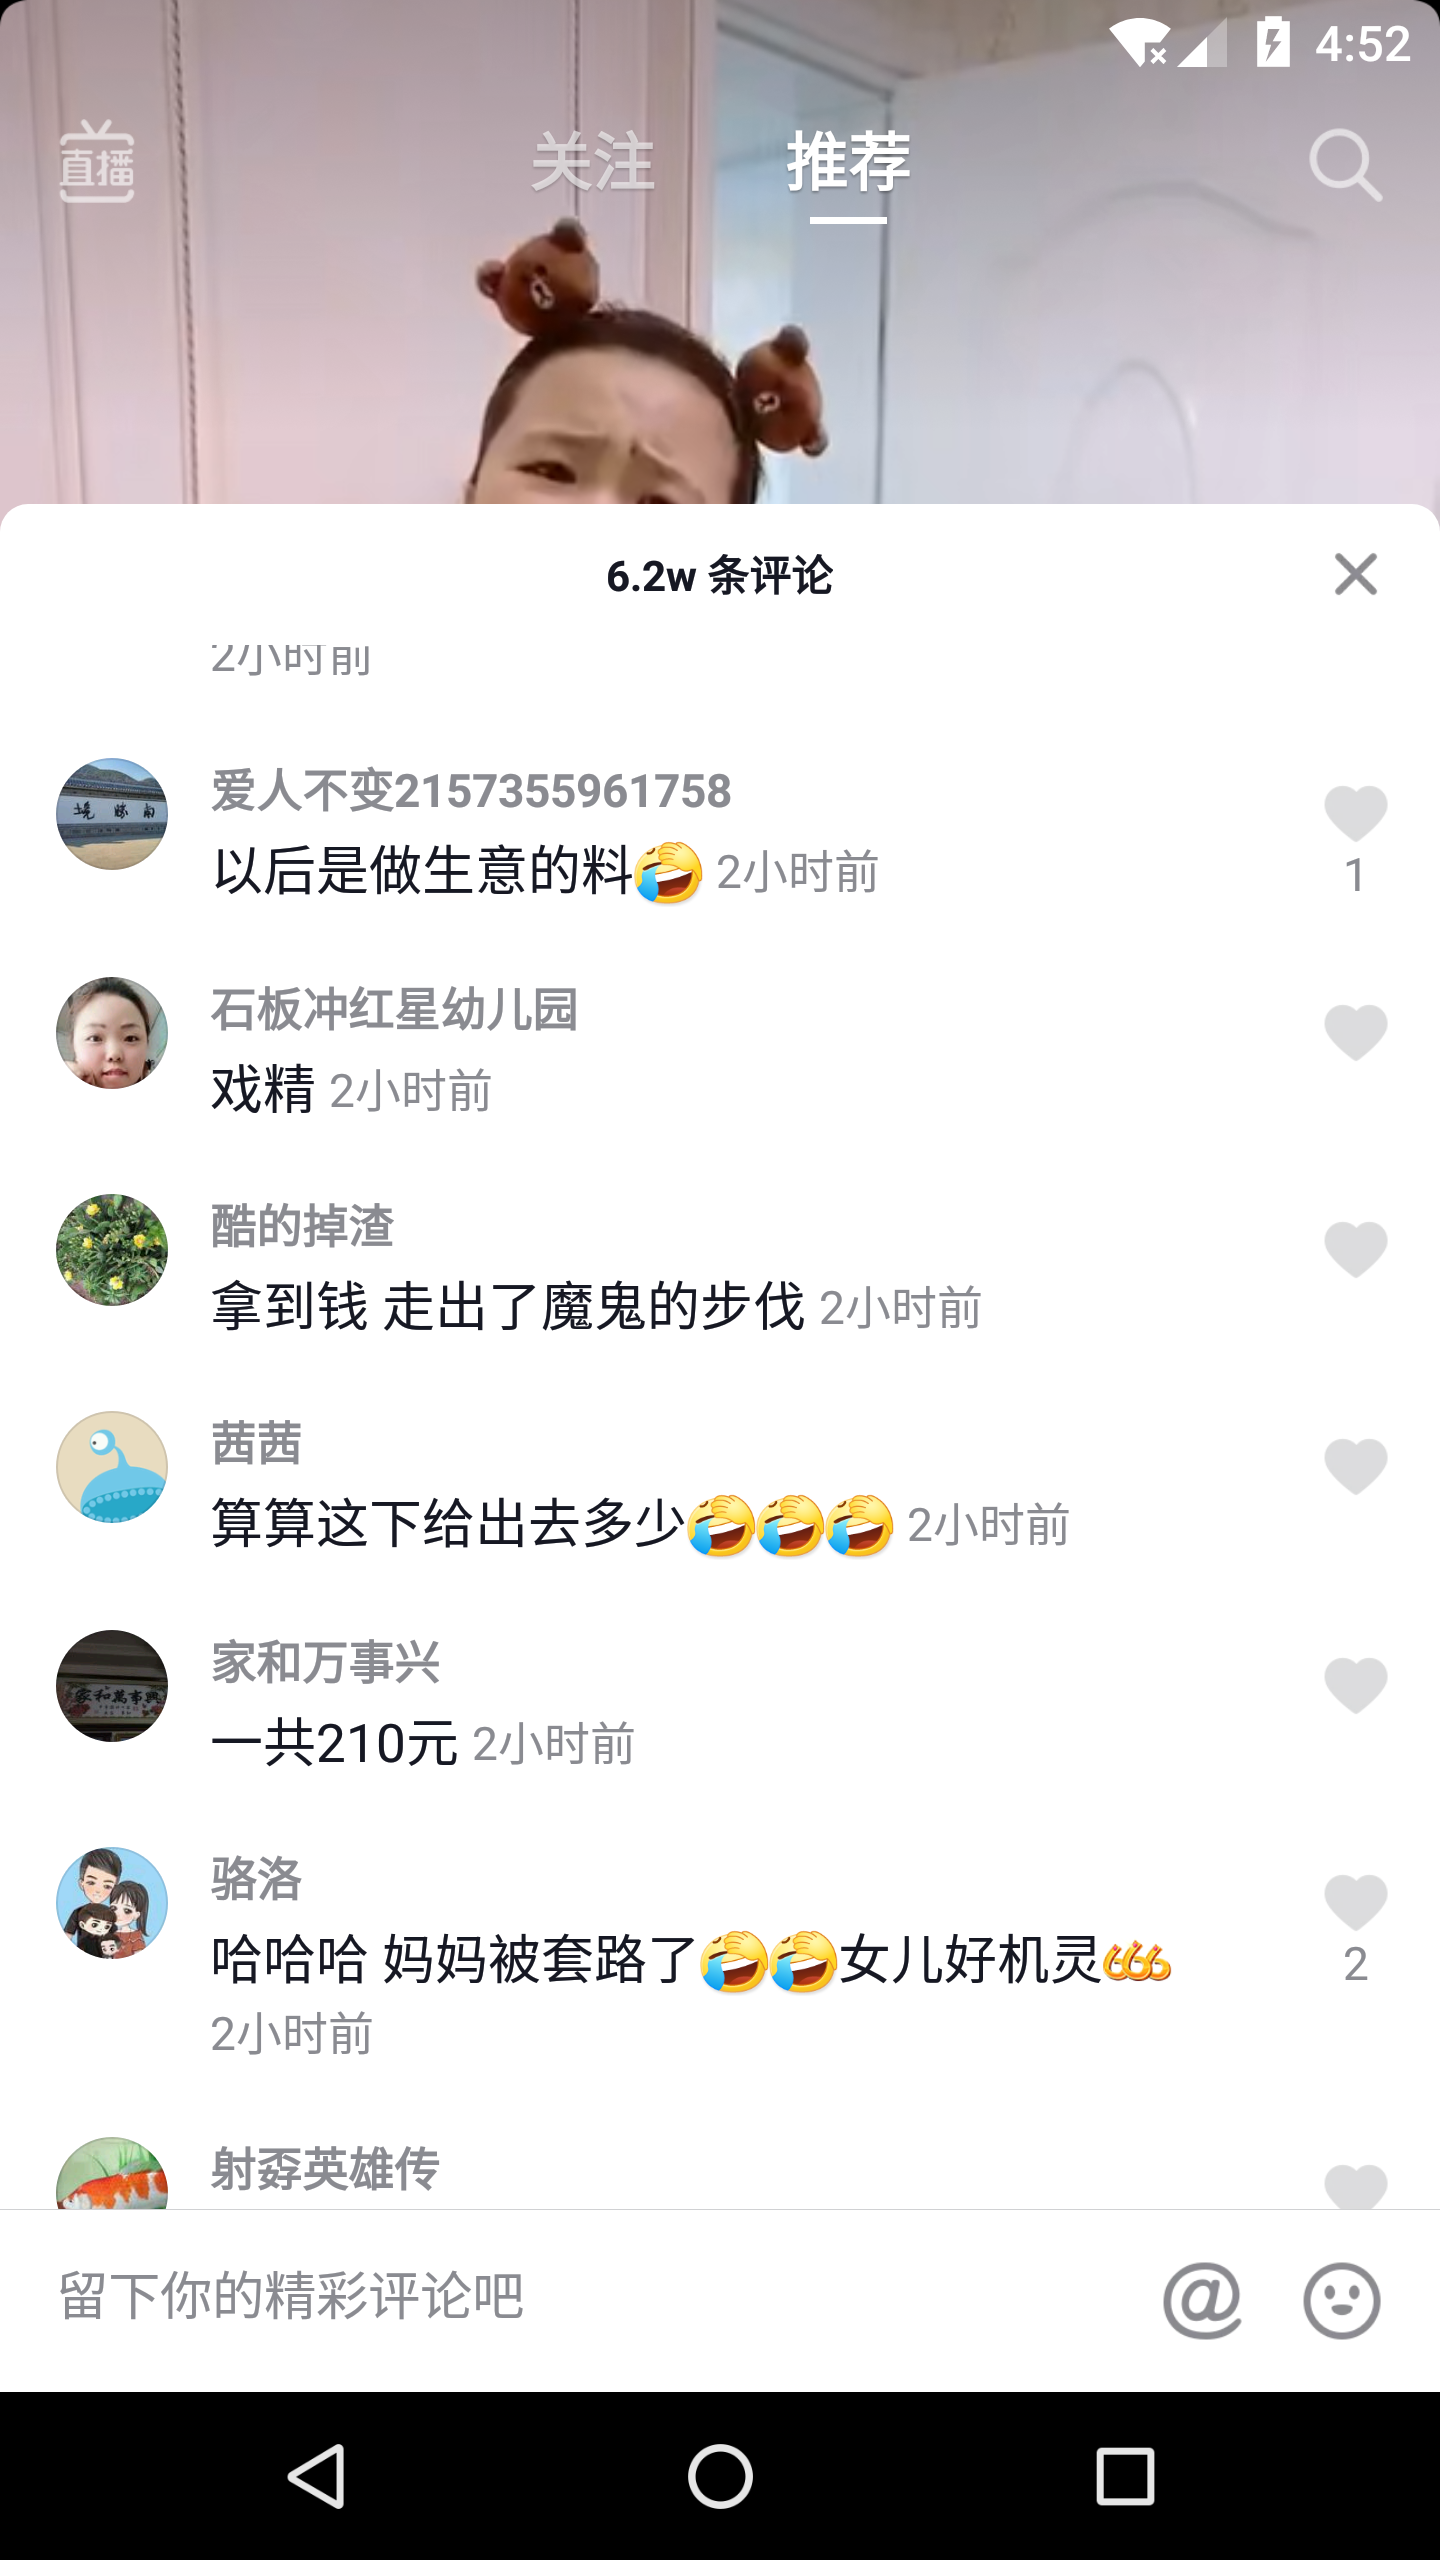 4:52
直播
关注
推荐
6.2w 条评论
2小时前
爱人不变2157355961758
以后是做生意的料🤣 2小时前
1
石板冲红星幼儿园
戏精 2小时前
酷的掉渣
拿到钱 走出了魔鬼的步伐 2小时前
茜茜
算算这下给出去多少🤣🤣🤣 2小时前
家和万事兴
一共210元 2小时前
骆洛
哈哈哈 妈妈被套路了🤣🤣女儿好机灵666
2小时前
2
射孬英雄传
留下你的精彩评论吧
@